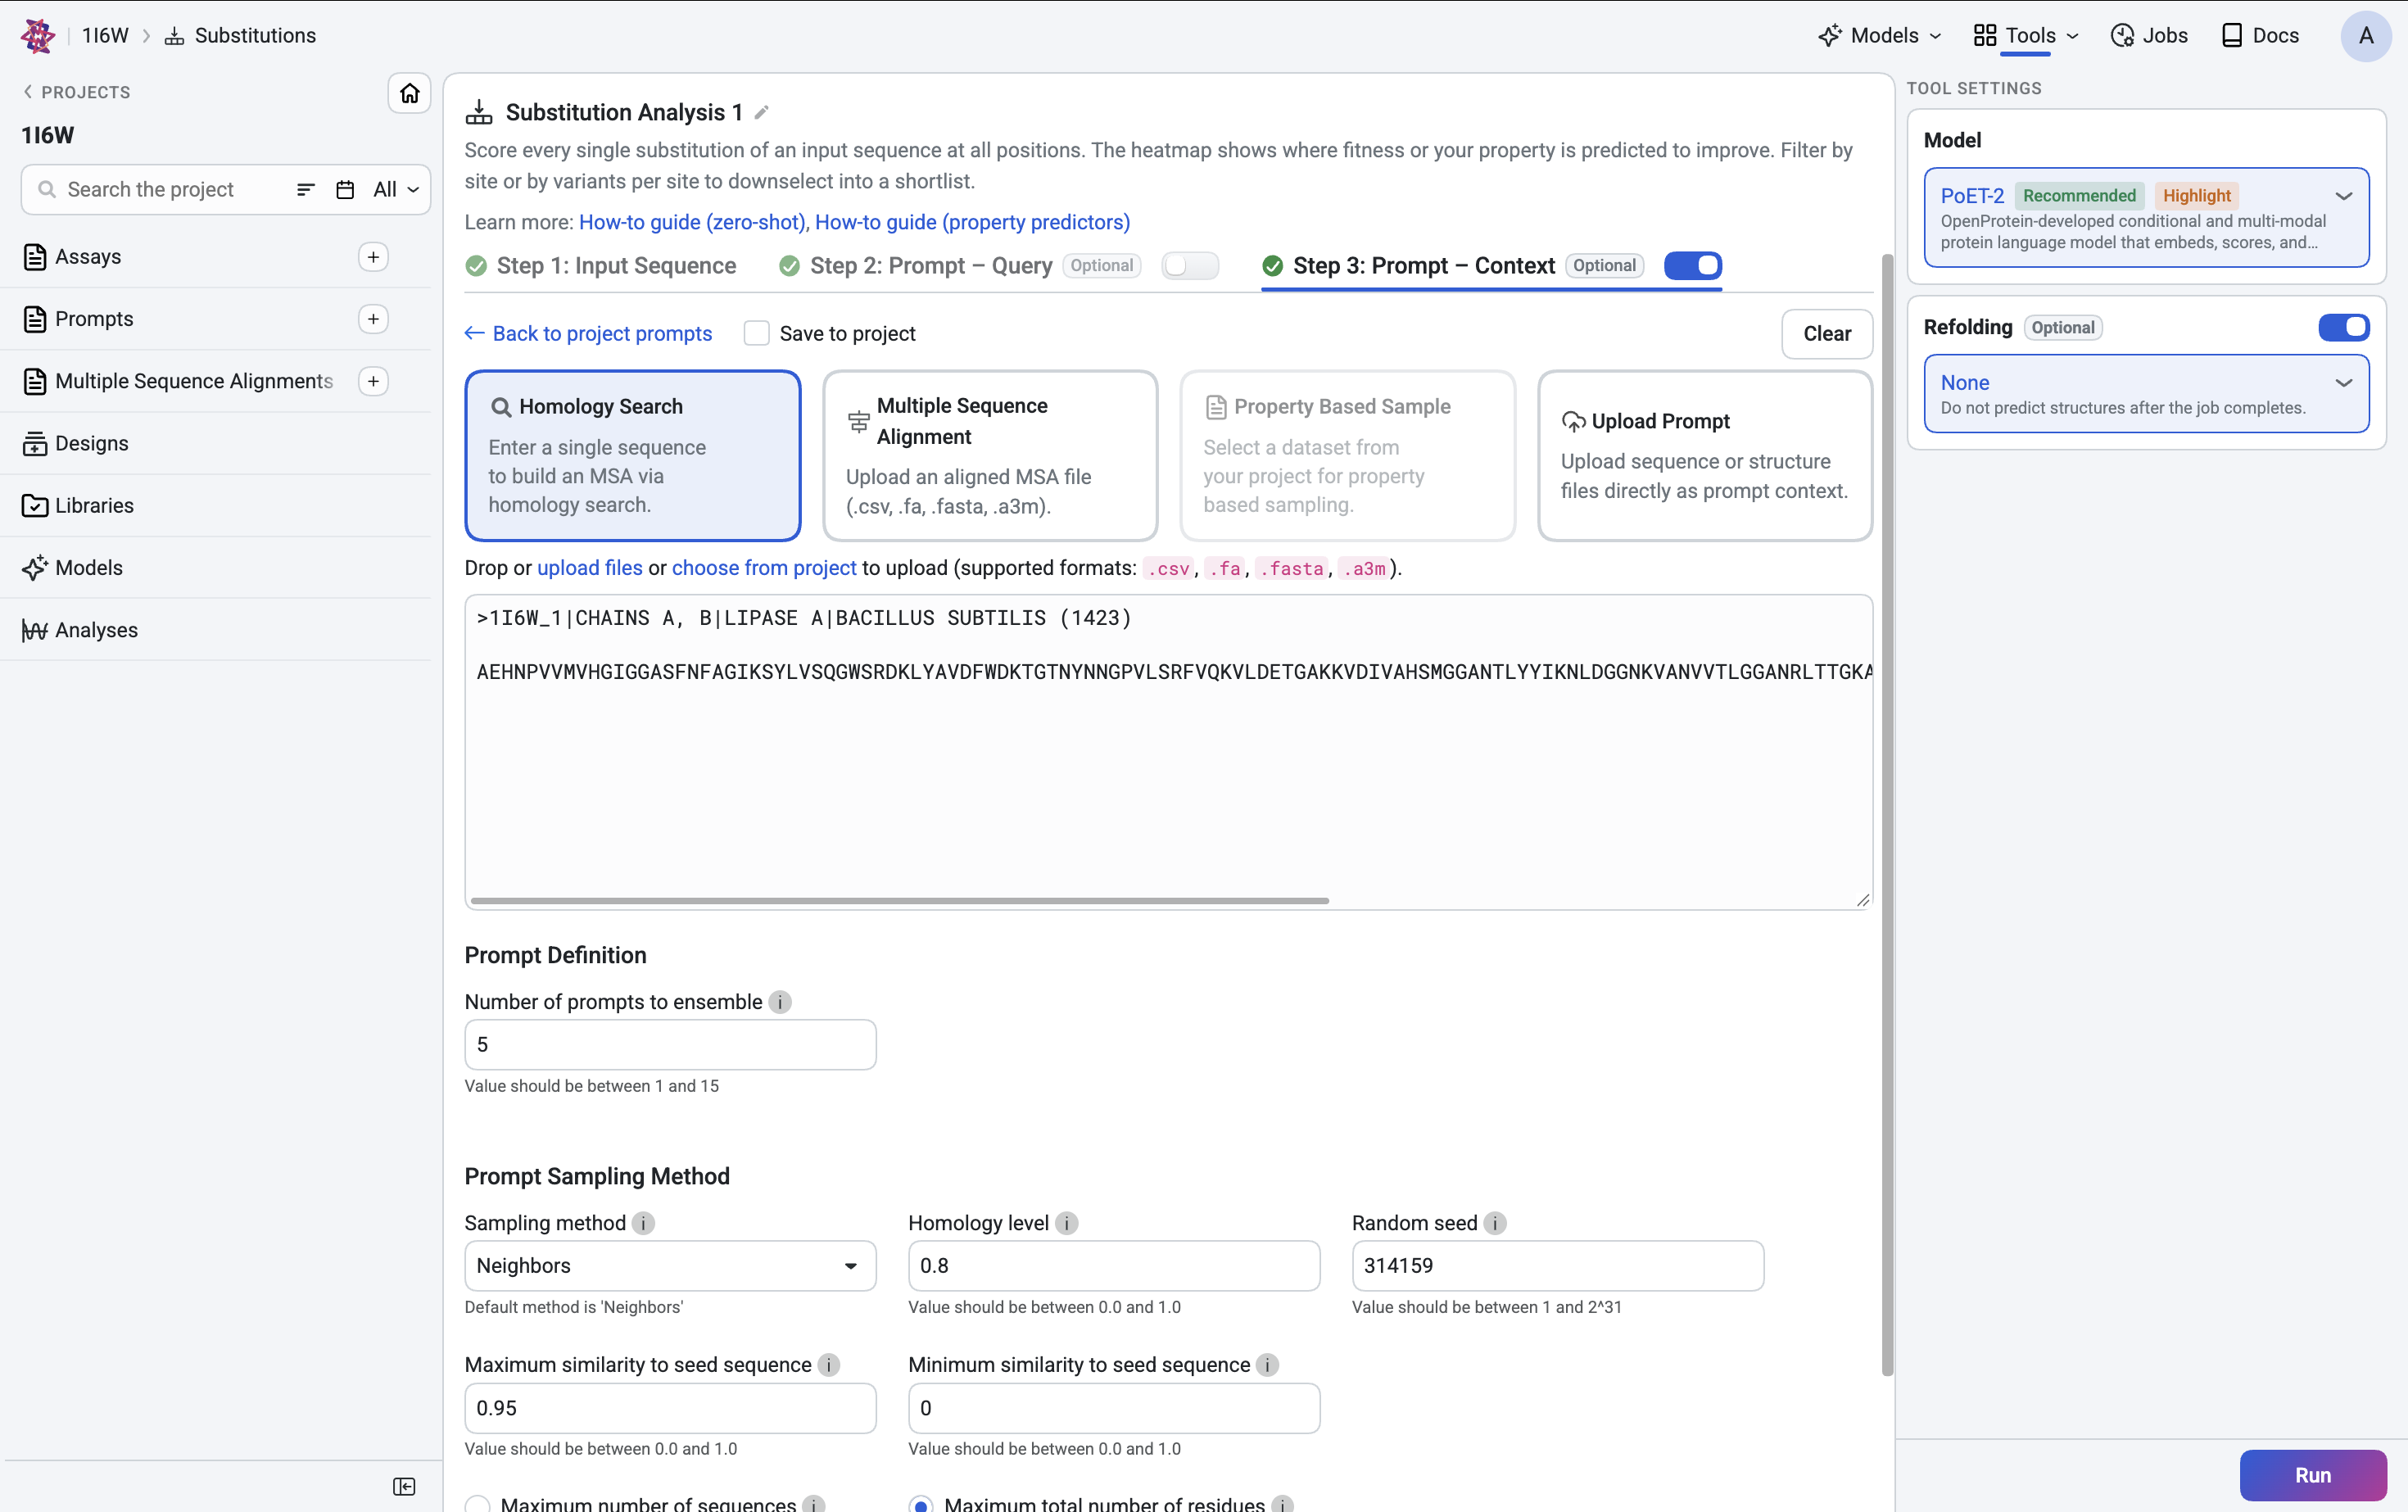 1I6W
Substitutions
Models
Tools
Jobs
Docs
A
PROJECTS
1I6W
Search the project
All
Assays
Prompts
Multiple Sequence Alignments
Designs
Libraries
Models
Analyses
Substitution Analysis 1
Score every single substitution of an input sequence at all positions. The heatmap shows where fitness or your property is predicted to improve. Filter by
site or by variants per site to downselect into a shortlist.
Learn more: How-to guide (zero-shot), How-to guide (property predictors)
Step 1: Input Sequence
Step 2: Prompt – Query Optional
Step 3: Prompt – Context Optional
Back to project prompts
Save to project
Clear
Homology Search
Enter a single sequence
to build an MSA via
homology search.
Multiple Sequence
Alignment
Upload an aligned MSA file
(.csv, .fa, .fasta, .a3m).
Property Based Sample
Select a dataset from
your project for property
based sampling.
Upload Prompt
Upload sequence or structure
files directly as prompt context.
Drop or upload files or choose from project to upload (supported formats: .csv, .fa, .fasta, .a3m).
>1I6W_1|CHAINS A, B|LIPASE A|BACILLUS SUBTILIS (1423)
AEHNPVVMVHGIGGASFNFAGIKSYLVSQGWSRDKLYAVDFWDKTGTNYNNGPVLSRFVQKVLDETGAKKVDIVAHSMGGANTLYYIKNLDGGNKVANVVTLGGANRLTTGKA
Prompt Definition
Number of prompts to ensemble
5
Value should be between 1 and 15
Prompt Sampling Method
Sampling method
Neighbors
Default method is 'Neighbors'
Homology level
0.8
Value should be between 0.0 and 1.0
Random seed
314159
Value should be between 1 and 2^31
Maximum similarity to seed sequence
0.95
Value should be between 0.0 and 1.0
Minimum similarity to seed sequence
0
Value should be between 0.0 and 1.0
Maximum number of sequences
Maximum total number of residues
TOOL SETTINGS
Model
PoET-2 Recommended Highlight
OpenProtein-developed conditional and multi-modal
protein language model that embeds, scores, and...
Refolding Optional
None
Do not predict structures after the job completes.
Run